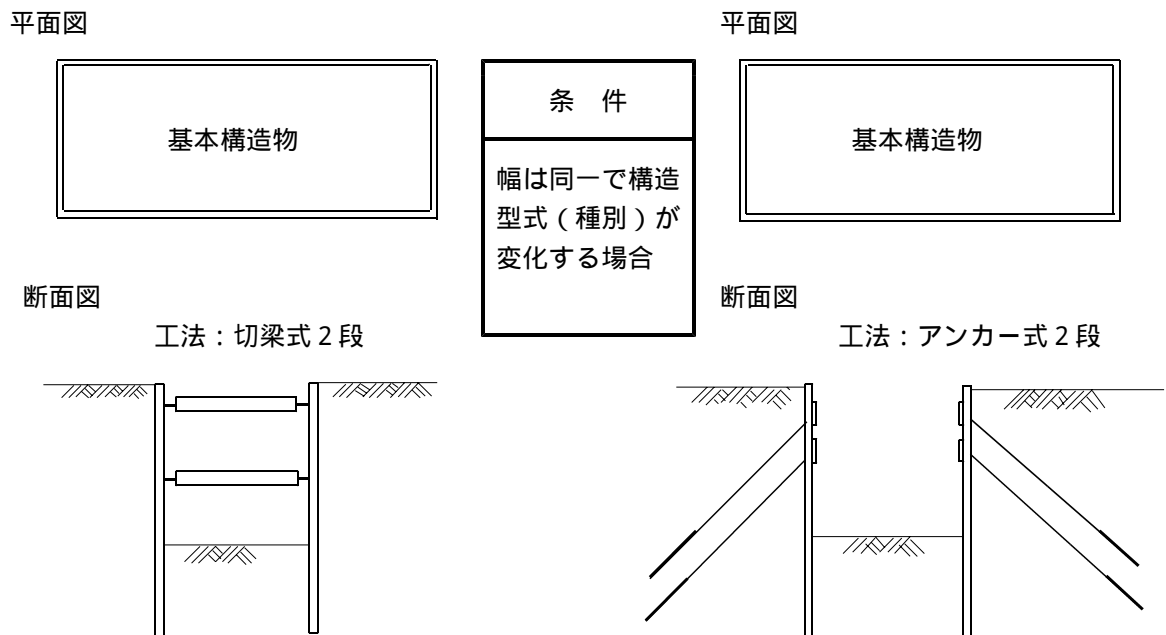 平面図
基本構造物
断面図
工法：切梁式２段
条　件
幅は同一で構造
型式（種別）が
変化する場合
平面図
基本構造物
断面図
工法：アンカー式２段